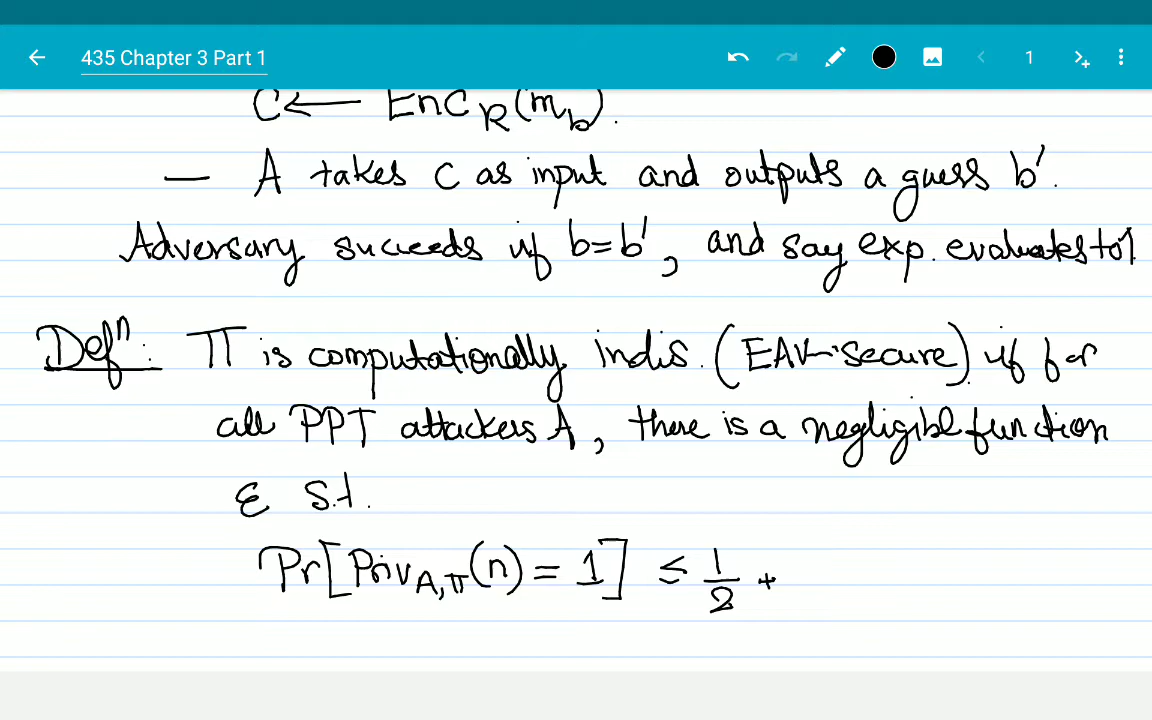 435 Chapter 3 Part 1
1
C ← Enc_k(m_b).
— A takes c as input and outputs a guess b'.
Adversary succeeds if b=b', and say exp. evaluates to 1
Defⁿ: Π is computationally indis. (EAV-secure) if for
all PPT attackers A, there is a negligible function
ε s.t.
Pr[Priv_{A,π}(n) = 1] ≤ 1/2 +